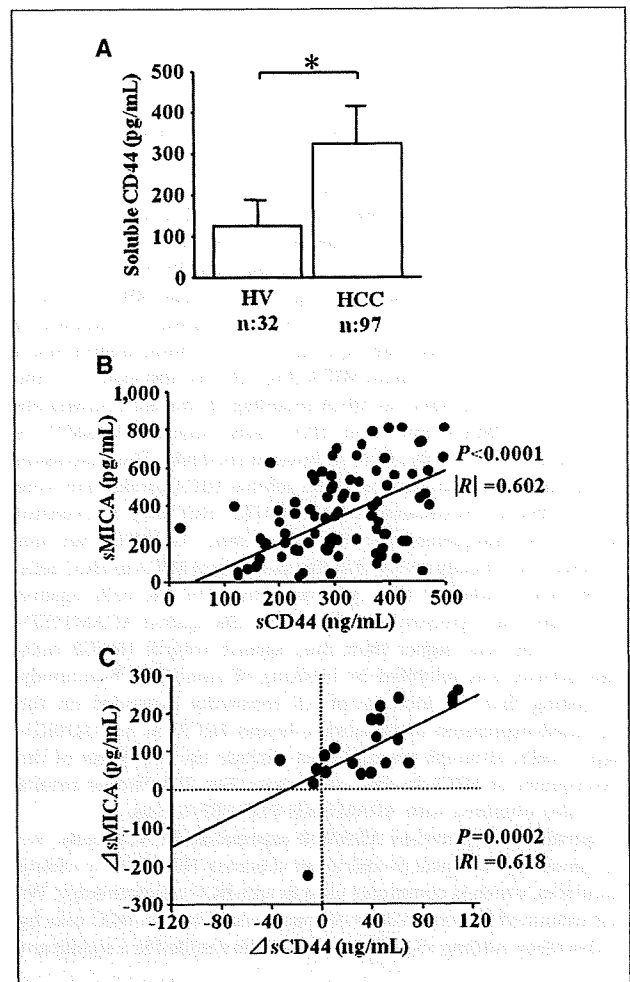 A
*
500
400
300
200
100
0
Soluble CD44 (pg/mL)
HV
n:32
HCC
n:97
B
1,000
800
600
400
200
0
sMICA (pg/mL)
P<0.0001
|R| =0.602
0
100
200
300
400
500
sCD44 (ng/mL)
C
300
200
100
0
-100
-200
300
⊿sMICA (pg/mL)
P=0.0002
|R| =0.618
-120
-80
-40
0
40
80
120
⊿sCD44 (ng/mL)